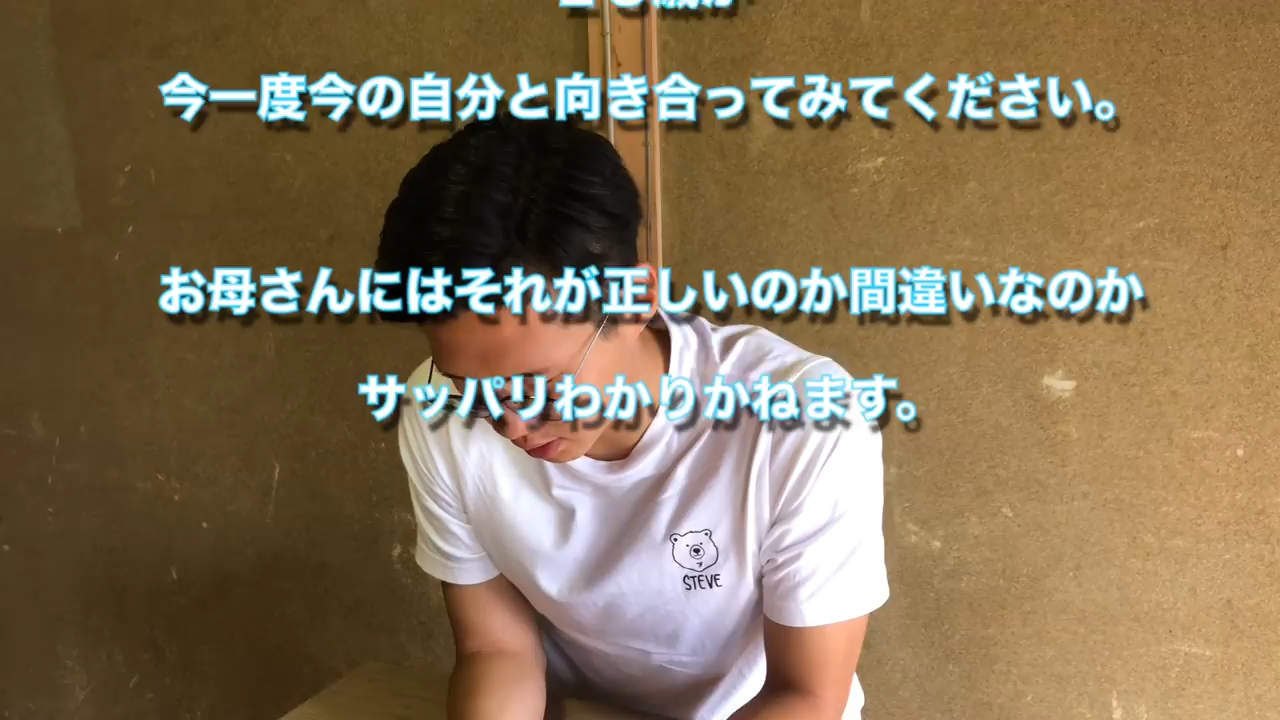 今一度今の自分と向き合ってみてください。
お母さんにはそれが正しいのか間違いなのか
サッパリわかりかねます。
STEVE